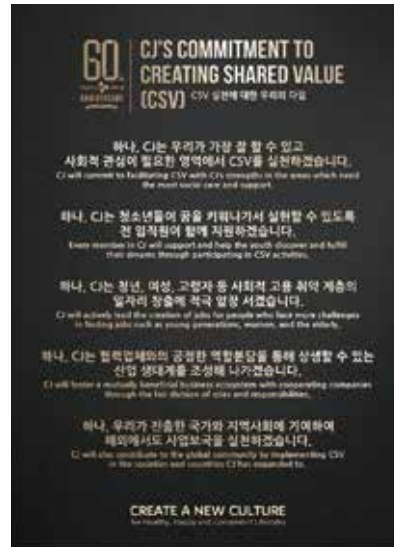 60
ANNIVERSARY
CJ'S COMMITMENT TO
CREATING SHARED VALUE
(CSV) CSV 실천에 대한 우리의 다짐
하나, CJ는 우리가 가장 잘 할 수 있고
사회적 관심이 필요한 영역에서 CSV를 실천하겠습니다.
CJ will commit to facilitating CSV with CJ's strengths in the areas which need
the most social care and support.
하나, CJ는 청소년들이 꿈을 키워나가서 실현할 수 있도록
전 임직원이 함께 지원하겠습니다.
Every member in CJ will support and help the youth discover and fulfill
their dreams through participating in CSV activities.
하나, CJ는 청년, 여성, 고령자 등 사회적 고용 취약 계층의
일자리 창출에 적극 앞장 서겠습니다.
CJ will actively lead the creation of jobs for people who face more challenges
in finding jobs such as young generations, women, and the elderly.
하나, CJ는 협력업체와의 공정한 역할분담을 통해 상생할 수 있는
산업 생태계를 조성해 나가겠습니다.
CJ will foster a mutually beneficial business ecosystem with cooperating companies
through the fair division of roles and responsibilities.
하나, 우리가 진출한 국가와 지역사회에 기여하여
해외에서도 사업보국을 실천하겠습니다.
CJ will also contribute to the global community by implementing CSV
in the societies and countries CJ has expanded to.
CREATE A NEW CULTURE
for Healthy, Happy and Convenient Lifestyles